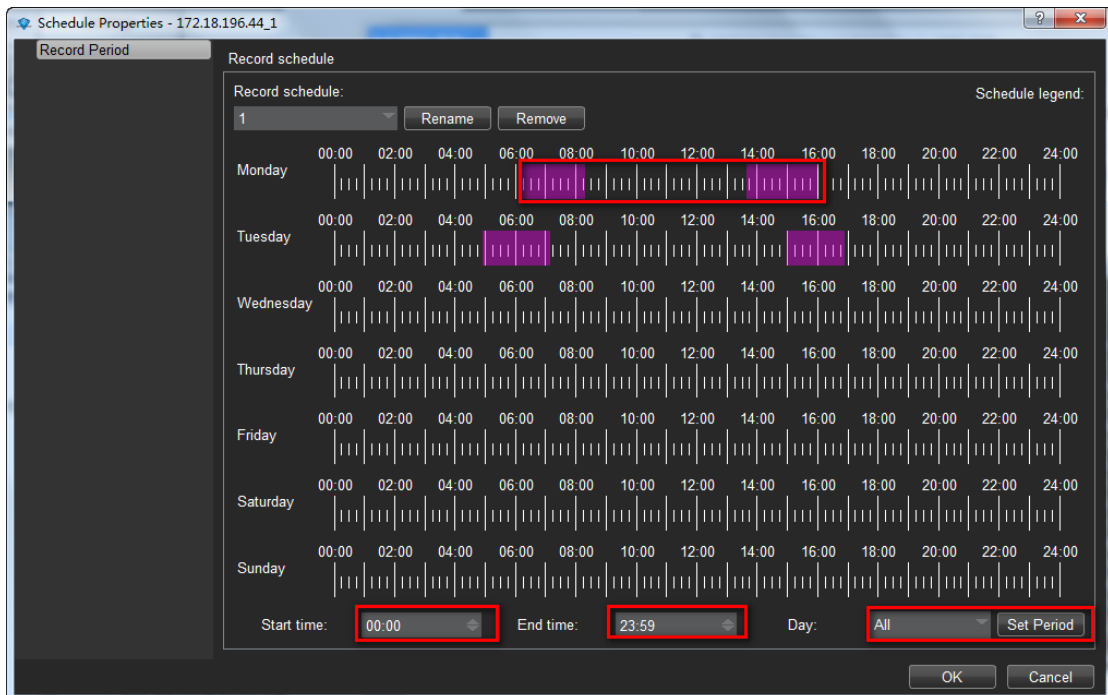 Schedule Properties - 172.18.196.44_1
Record Period
Record schedule
Record schedule:
Schedule legend:
1 Rename Remove
00:00 02:00 04:00 06:00 08:00 10:00 12:00 14:00 16:00 18:00 20:00 22:00 24:00
Monday
00:00 02:00 04:00 06:00 08:00 10:00 12:00 14:00 16:00 18:00 20:00 22:00 24:00
Tuesday
00:00 02:00 04:00 06:00 08:00 10:00 12:00 14:00 16:00 18:00 20:00 22:00 24:00
Wednesday
00:00 02:00 04:00 06:00 08:00 10:00 12:00 14:00 16:00 18:00 20:00 22:00 24:00
Thursday
00:00 02:00 04:00 06:00 08:00 10:00 12:00 14:00 16:00 18:00 20:00 22:00 24:00
Friday
00:00 02:00 04:00 06:00 08:00 10:00 12:00 14:00 16:00 18:00 20:00 22:00 24:00
Saturday
00:00 02:00 04:00 06:00 08:00 10:00 12:00 14:00 16:00 18:00 20:00 22:00 24:00
Sunday
Start time: 00:00 End time: 23:59 Day: All Set Period
OK Cancel